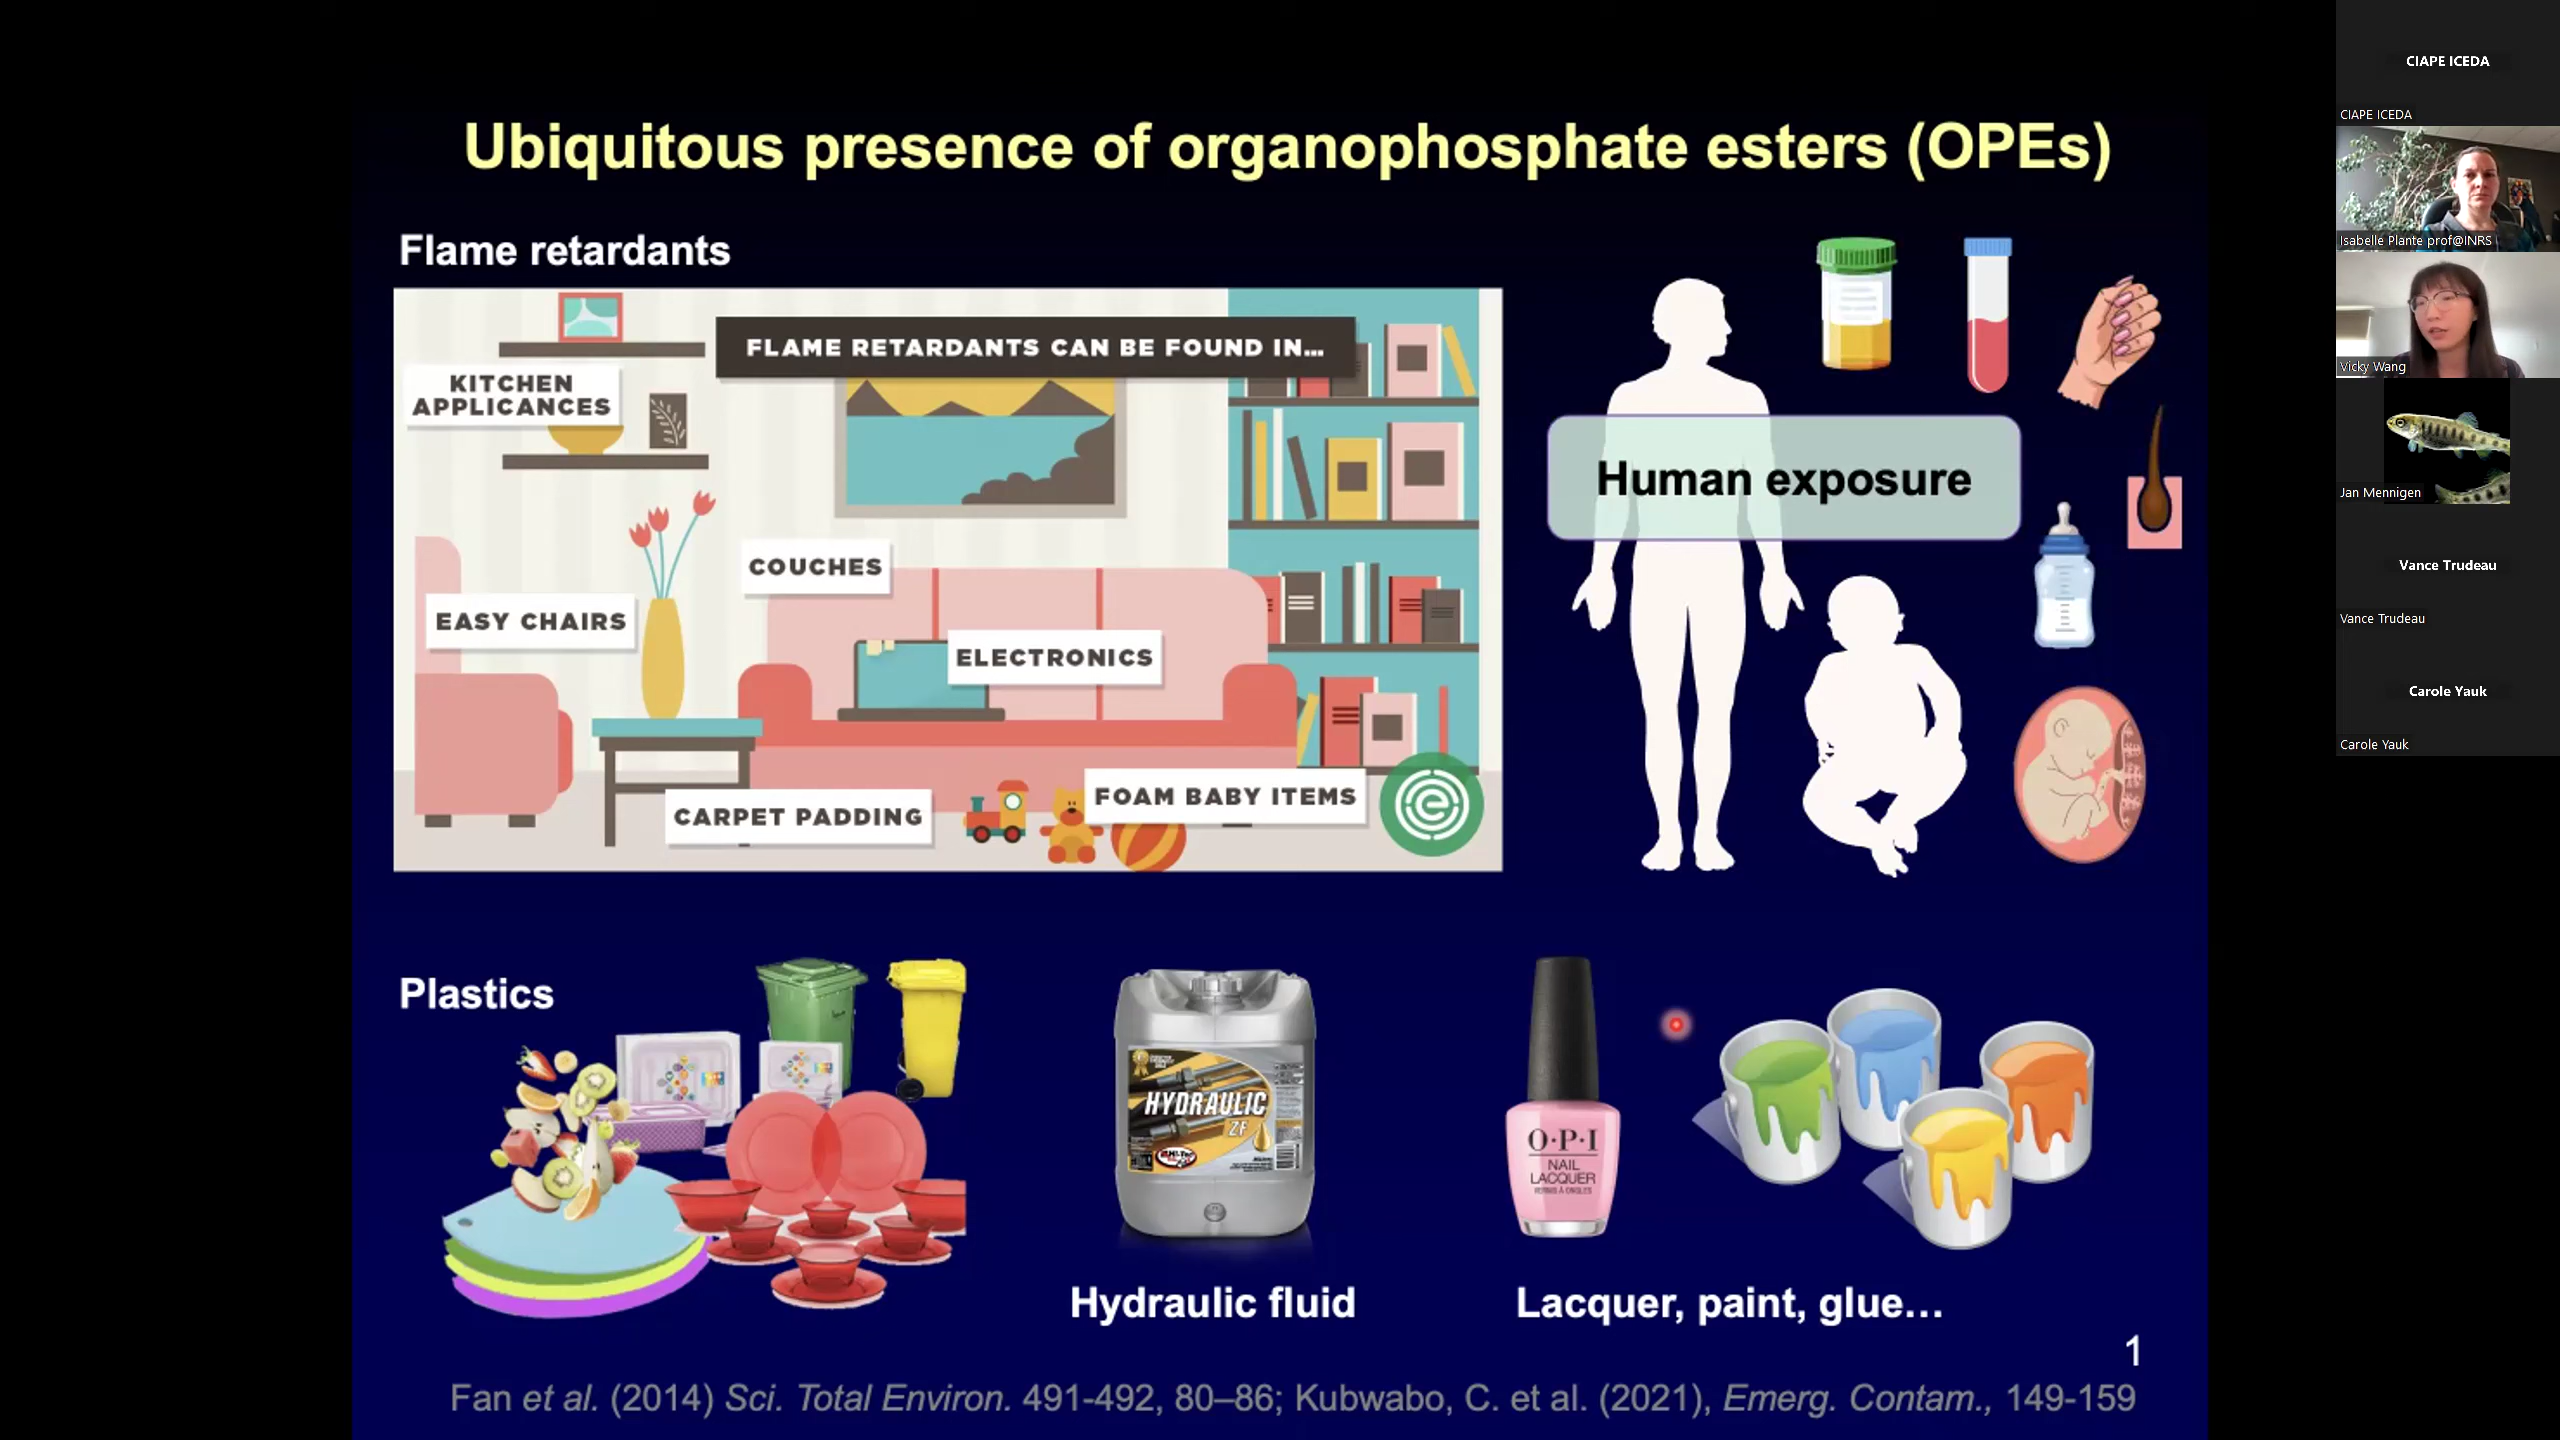 Ubiquitous presence of organophosphate esters (OPEs)
Flame retardants
FLAME RETARDANTS CAN BE FOUND IN...
KITCHEN
APPLICANCES
COUCHES
EASY CHAIRS
ELECTRONICS
CARPET PADDING
FOAM BABY ITEMS
e
Human exposure
Plastics
HYDRAULIC
ZF
Hydraulic fluid
O·P·I
NAIL
LACQUER
VERNIS À ONGLES
Lacquer, paint, glue...
1
Fan et al. (2014) Sci. Total Environ. 491-492, 80–86; Kubwabo, C. et al. (2021), Emerg. Contam., 149-159
CIAPE ICEDA
CIAPE ICEDA
Isabelle Plante prof@INRS
Vicky Wang
Jan Mennigen
Vance Trudeau
Vance Trudeau
Carole Yauk
Carole Yauk